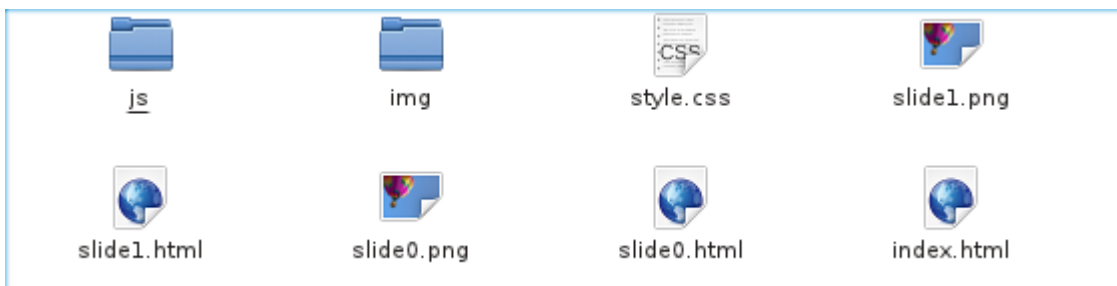 js
img
CSS
style.css
slide1.png
slide1.html
slide0.png
slide0.html
index.html